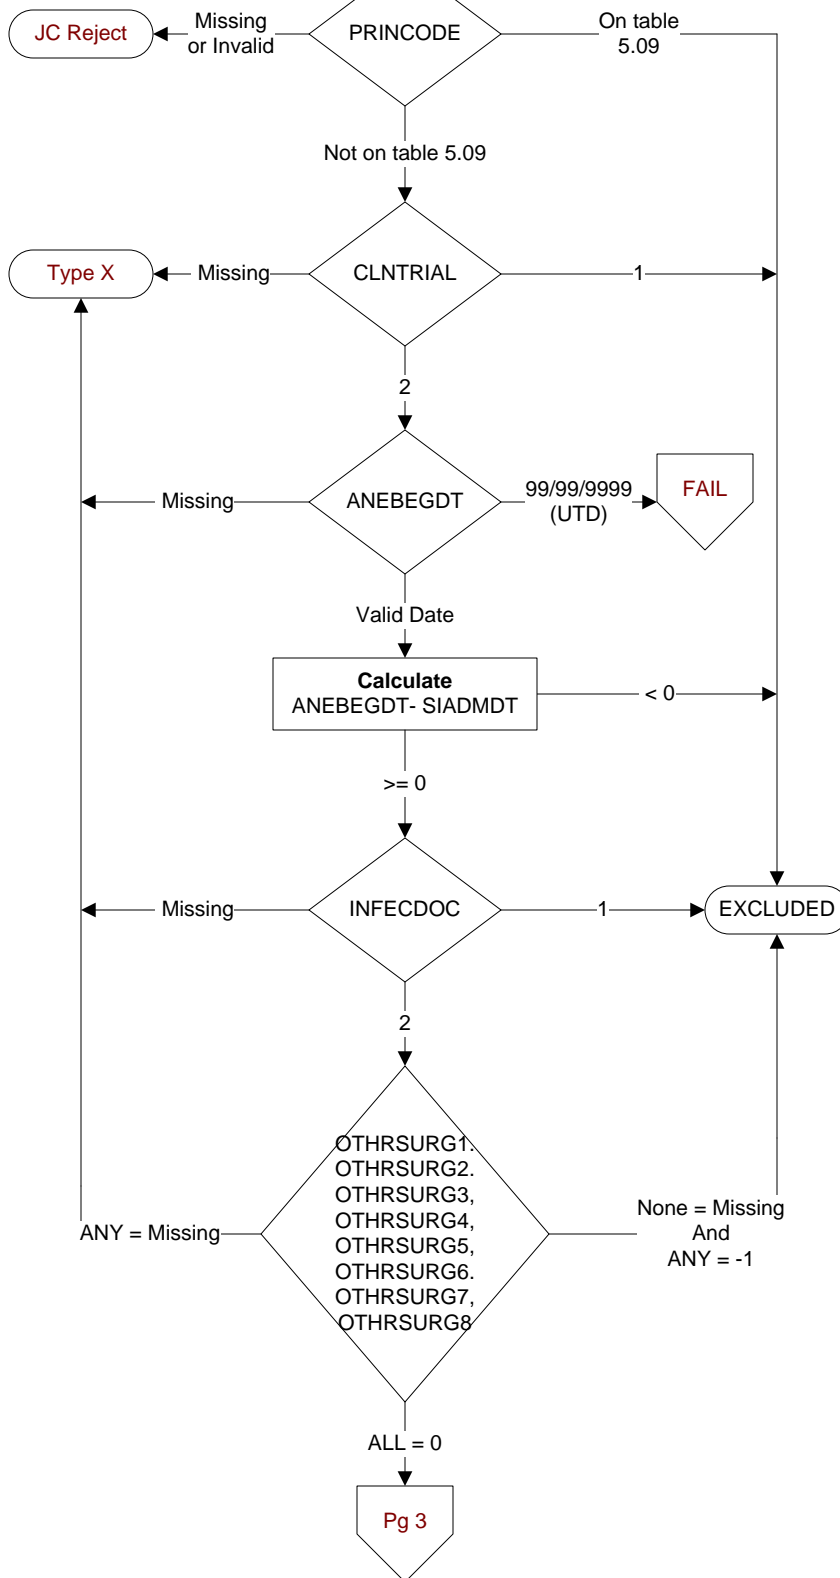 JC Reject
Missing
or Invalid
PRINCODE
On table
5.09
Not on table 5.09
Type X
Missing
CLNTRIAL
1
2
Missing
ANEBEGDT
99/99/9999
(UTD)
FAIL
Valid Date
Calculate
ANEBEGDT- SIADMDT
< 0
>= 0
Missing
INFECDOC
1
EXCLUDED
2
OTHRSURG1.
OTHRSURG2.
OTHRSURG3,
OTHRSURG4,
OTHRSURG5,
OTHRSURG6.
OTHRSURG7,
OTHRSURG8
ANY = Missing
None = Missing
And
ANY = -1
ALL = 0
Pg 3